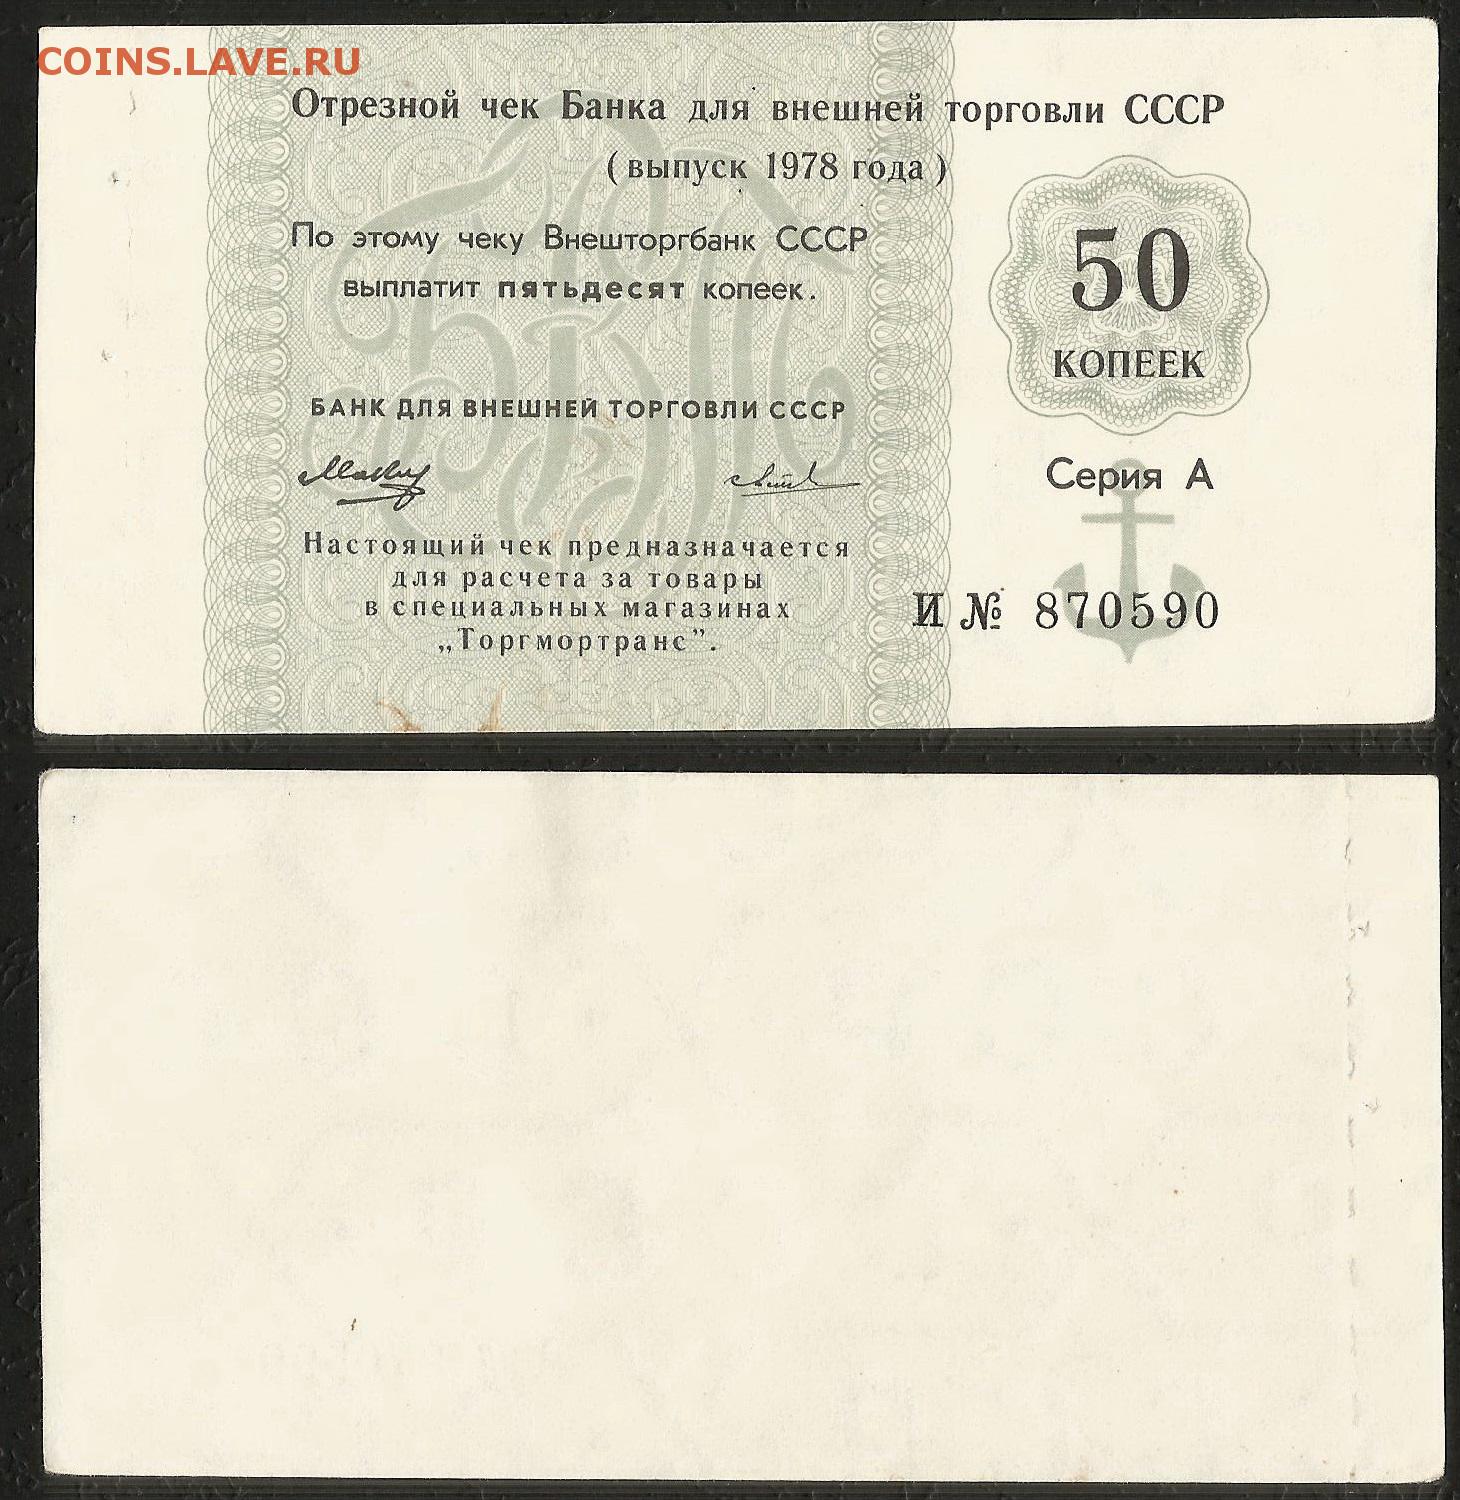 COINS.LAVE.RU
Отрезной чек Банка для внешней торговли СССР
(выпуск 1978 года)
По этому чеку Внешторгбанк СССР
выплатит пятьдесят копеек.
50
КОПЕЕК
БАНК ДЛЯ ВНЕШНЕЙ ТОРГОВЛИ СССР
Серия А
Настоящий чек предназначается
для расчета за товары
в специальных магазинах
„Торгмортранс”.
И № 870590